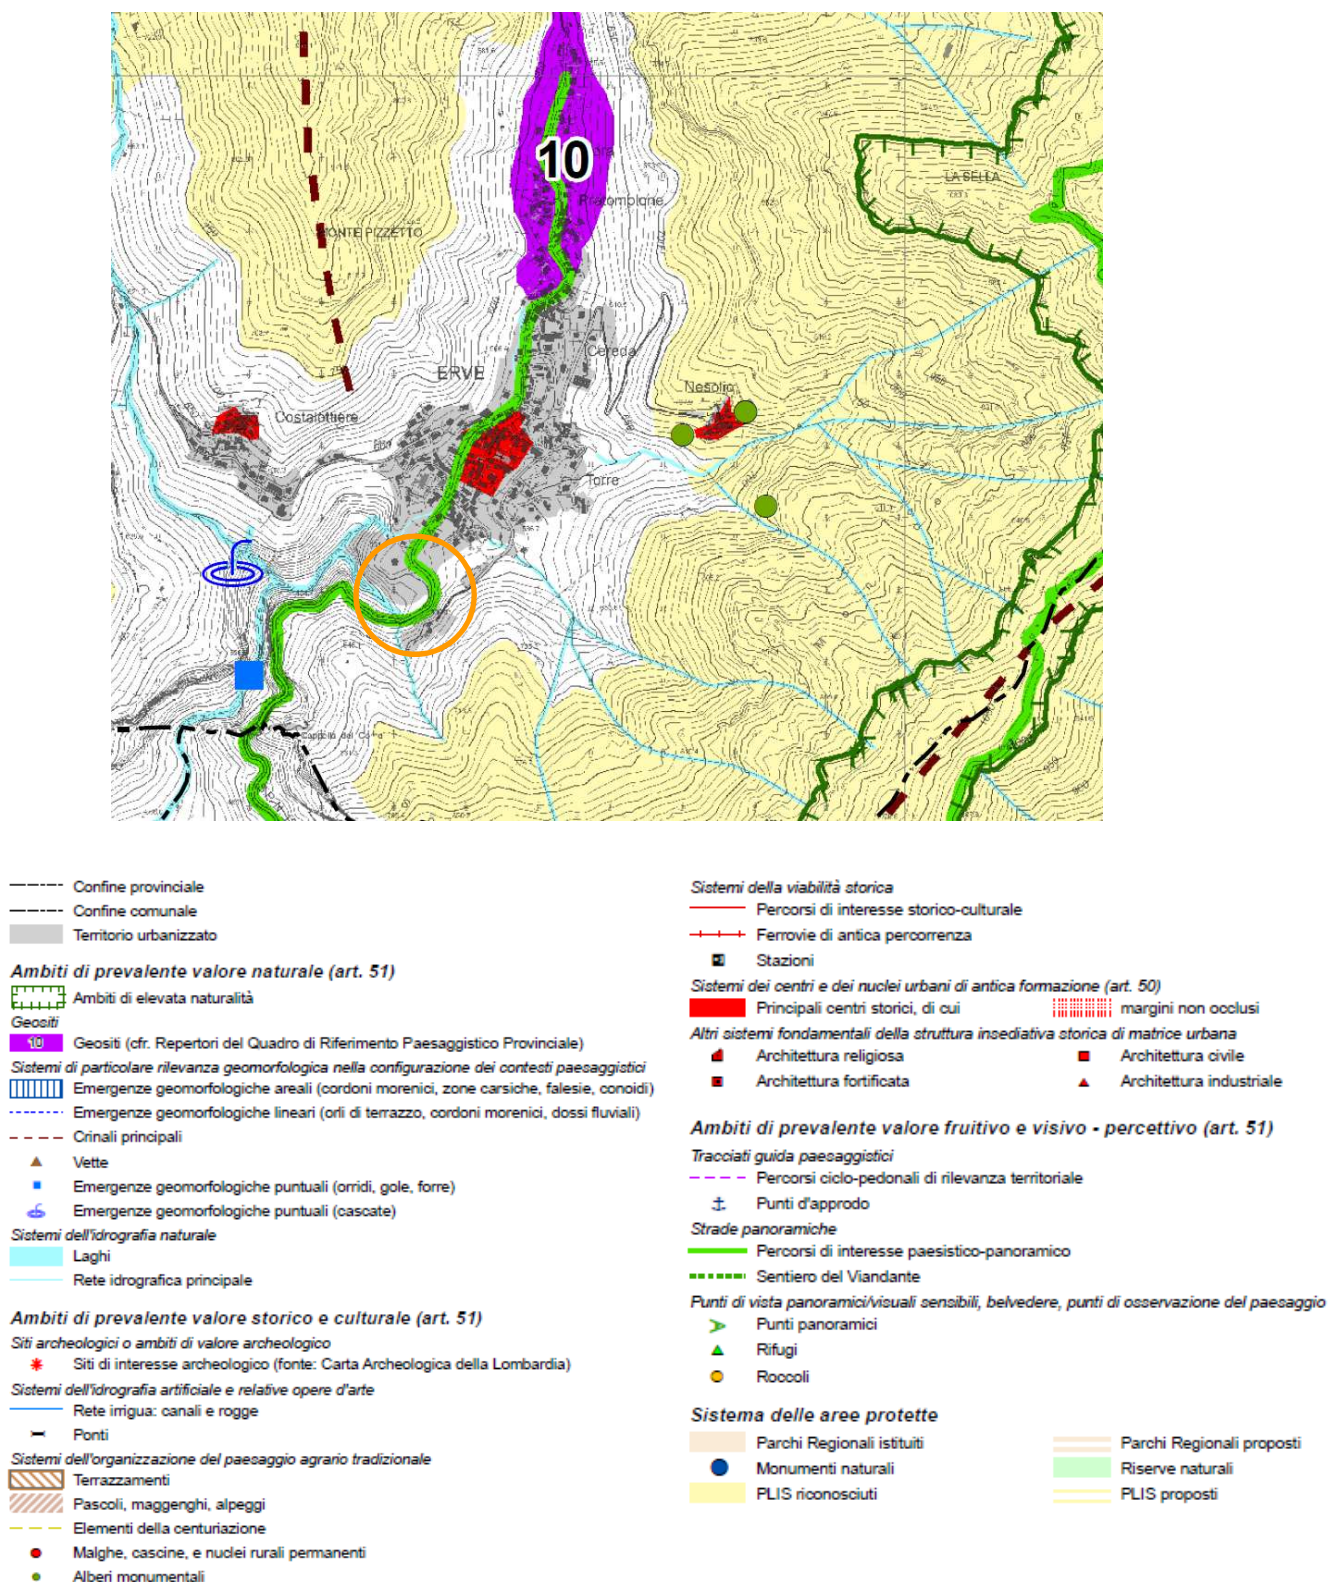 10
Pratombione
LA SELLA
MONTE PIZZETTO
ERVE
Cereda
Nesolio
Costalottiere
Torre
Confine provinciale
Confine comunale
Territorio urbanizzato
Ambiti di prevalente valore naturale (art. 51)
Ambiti di elevata naturalità
Geositi
10 Geositi (cfr. Repertori del Quadro di Riferimento Paesaggistico Provinciale)
Sistemi di particolare rilevanza geomorfologica nella configurazione dei contesti paesaggistici
Emergenze geomorfologiche areali (cordoni morenici, zone carsiche, falesie, conoidi)
Emergenze geomorfologiche lineari (orli di terrazzo, cordoni morenici, dossi fluviali)
Crinali principali
Vette
Emergenze geomorfologiche puntuali (orridi, gole, forre)
Emergenze geomorfologiche puntuali (cascate)
Sistemi dell'idrografia naturale
Laghi
Rete idrografica principale
Ambiti di prevalente valore storico e culturale (art. 51)
Siti archeologici o ambiti di valore archeologico
Siti di interesse archeologico (fonte: Carta Archeologica della Lombardia)
Sistemi dell'idrografia artificiale e relative opere d'arte
Rete irrigua: canali e rogge
Ponti
Sistemi dell'organizzazione del paesaggio agrario tradizionale
Terrazzamenti
Pascoli, maggenghi, alpeggi
Elementi della centuriazione
Malghe, cascine, e nuclei rurali permanenti
Alberi monumentali
Sistemi della viabilità storica
Percorsi di interesse storico-culturale
Ferrovie di antica percorrenza
Stazioni
Sistemi dei centri e dei nuclei urbani di antica formazione (art. 50)
Principali centri storici, di cui margini non occlusi
Altri sistemi fondamentali della struttura insediativa storica di matrice urbana
Architettura religiosa Architettura civile
Architettura fortificata Architettura industriale
Ambiti di prevalente valore fruitivo e visivo - percettivo (art. 51)
Tracciati guida paesaggistici
Percorsi ciclo-pedonali di rilevanza territoriale
Punti d'approdo
Strade panoramiche
Percorsi di interesse paesistico-panoramico
Sentiero del Viandante
Punti di vista panoramici/visuali sensibili, belvedere, punti di osservazione del paesaggio
Punti panoramici
Rifugi
Roccoli
Sistema delle aree protette
Parchi Regionali istituiti Parchi Regionali proposti
Monumenti naturali Riserve naturali
PLIS riconosciuti PLIS proposti